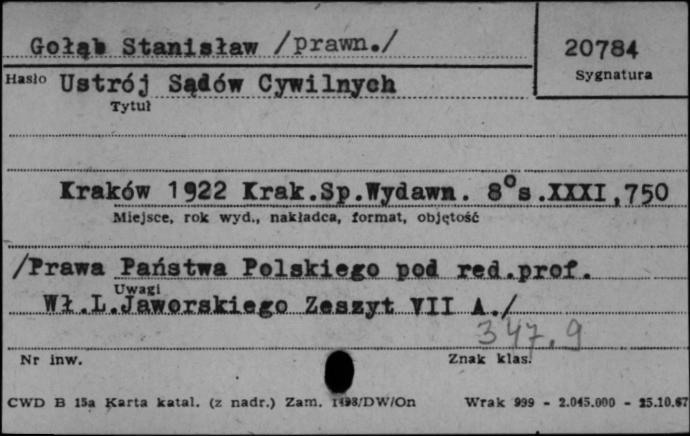 Gołąb Stanisław /prawn./
20784
Sygnatura
Hasło Ustrój Sądów Cywilnych
Tytuł
Kraków 1922 Krak.Sp.Wydawn. 8° s.XXXI,750
Miejsce, rok wyd., nakładca, format, objętość
/Prawa Państwa Polskiego pod red.prof.
Uwagi
Wł.L.Jaworskiego Zeszyt VII A./
347.9
Nr inw.
Znak klas.
CWD B 15a Karta katal. (z nadr.) Zam. /DW/On Wrak 999 - 2.045.000 - 25.10.67